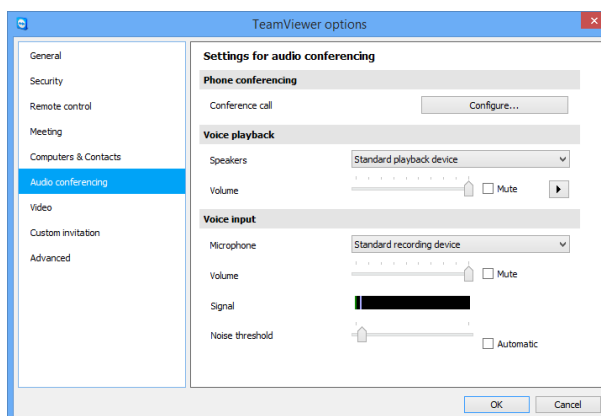 TeamViewer options
General
Security
Remote control
Meeting
Computers & Contacts
Audio conferencing
Video
Custom invitation
Advanced
Settings for audio conferencing
Phone conferencing
Conference call Configure...
Voice playback
Speakers Standard playback device
Volume Mute
Voice input
Microphone Standard recording device
Volume Mute
Signal
Noise threshold Automatic
OK Cancel